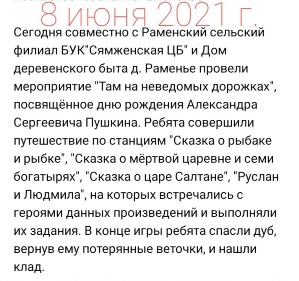 8 июня 2021 г.
Сегодня совместно с Раменский сельский
филиал БУК"Сямженская ЦБ" и Дом
деревенского быта д. Раменье провели
мероприятие "Там на неведомых дорожках",
посвящённое дню рождения Александра
Сергеевича Пушкина. Ребята совершили
путешествие по станциям "Сказка о рыбаке
и рыбке", "Сказка о мёртвой царевне и семи
богатырях", "Сказка о царе Салтане", "Руслан
и Людмила", на которых встречались с
героями данных произведений и выполняли
их задания. В конце игры ребята спасли дуб,
вернув ему потерянные веточки, и нашли
клад.